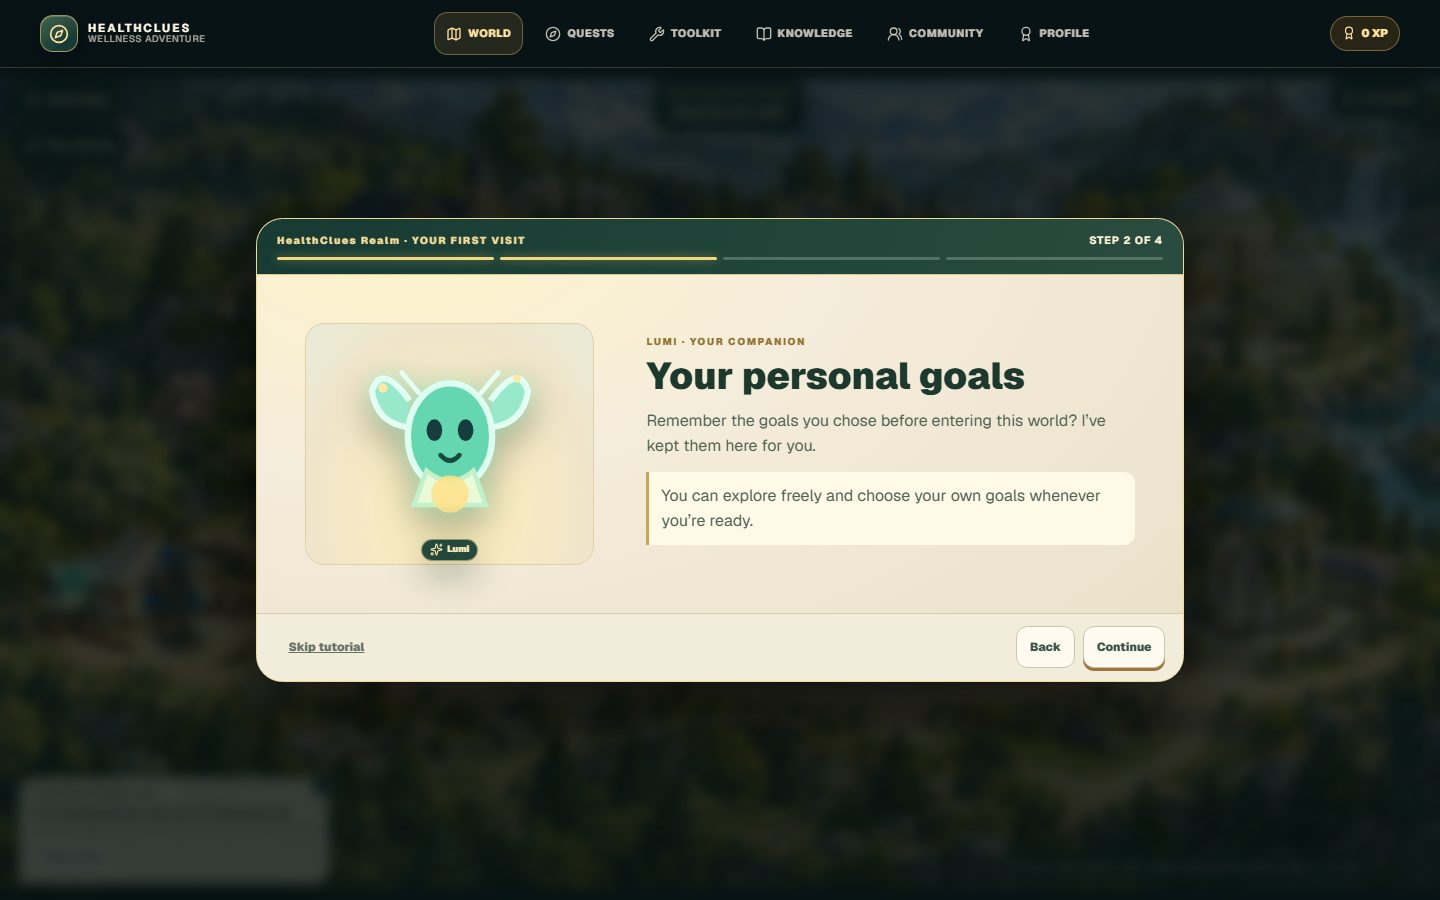 HEALTHCLUES
WELLNESS ADVENTURE
WORLD
QUESTS
TOOLKIT
KNOWLEDGE
COMMUNITY
PROFILE
0 XP
HealthClues Realm · YOUR FIRST VISIT
STEP 2 OF 4
LUMI · YOUR COMPANION
Your personal goals
Remember the goals you chose before entering this world? I’ve
kept them here for you.
You can explore freely and choose your own goals whenever
you’re ready.
Lumi
Skip tutorial
Back
Continue